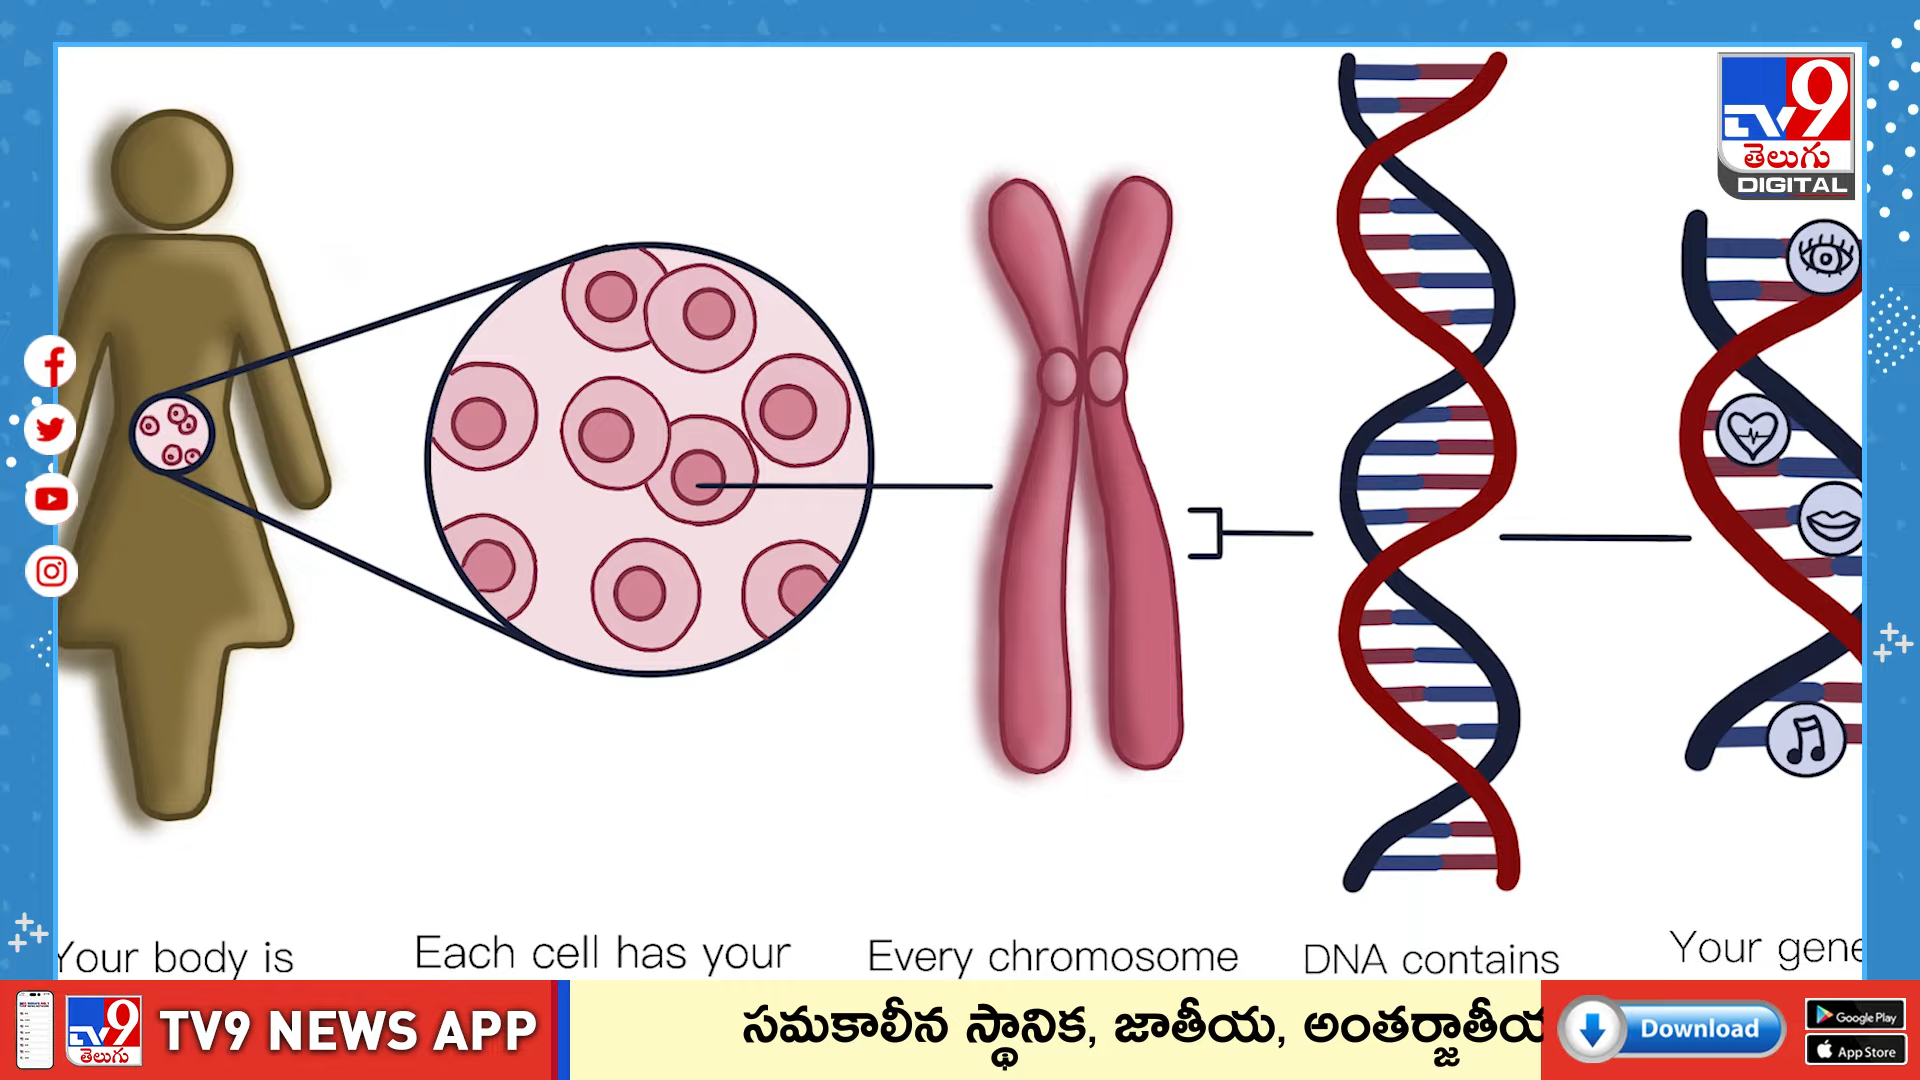 TV9
తెలుగు
DIGITAL
Your body is
Each cell has your
Every chromosome
DNA contains
Your gene
TV9
తెలుగు
TV9 NEWS APP
సమకాలీన స్థానిక, జాతీయ, అంతర్జాతీయ
Download
Google Play
App Store